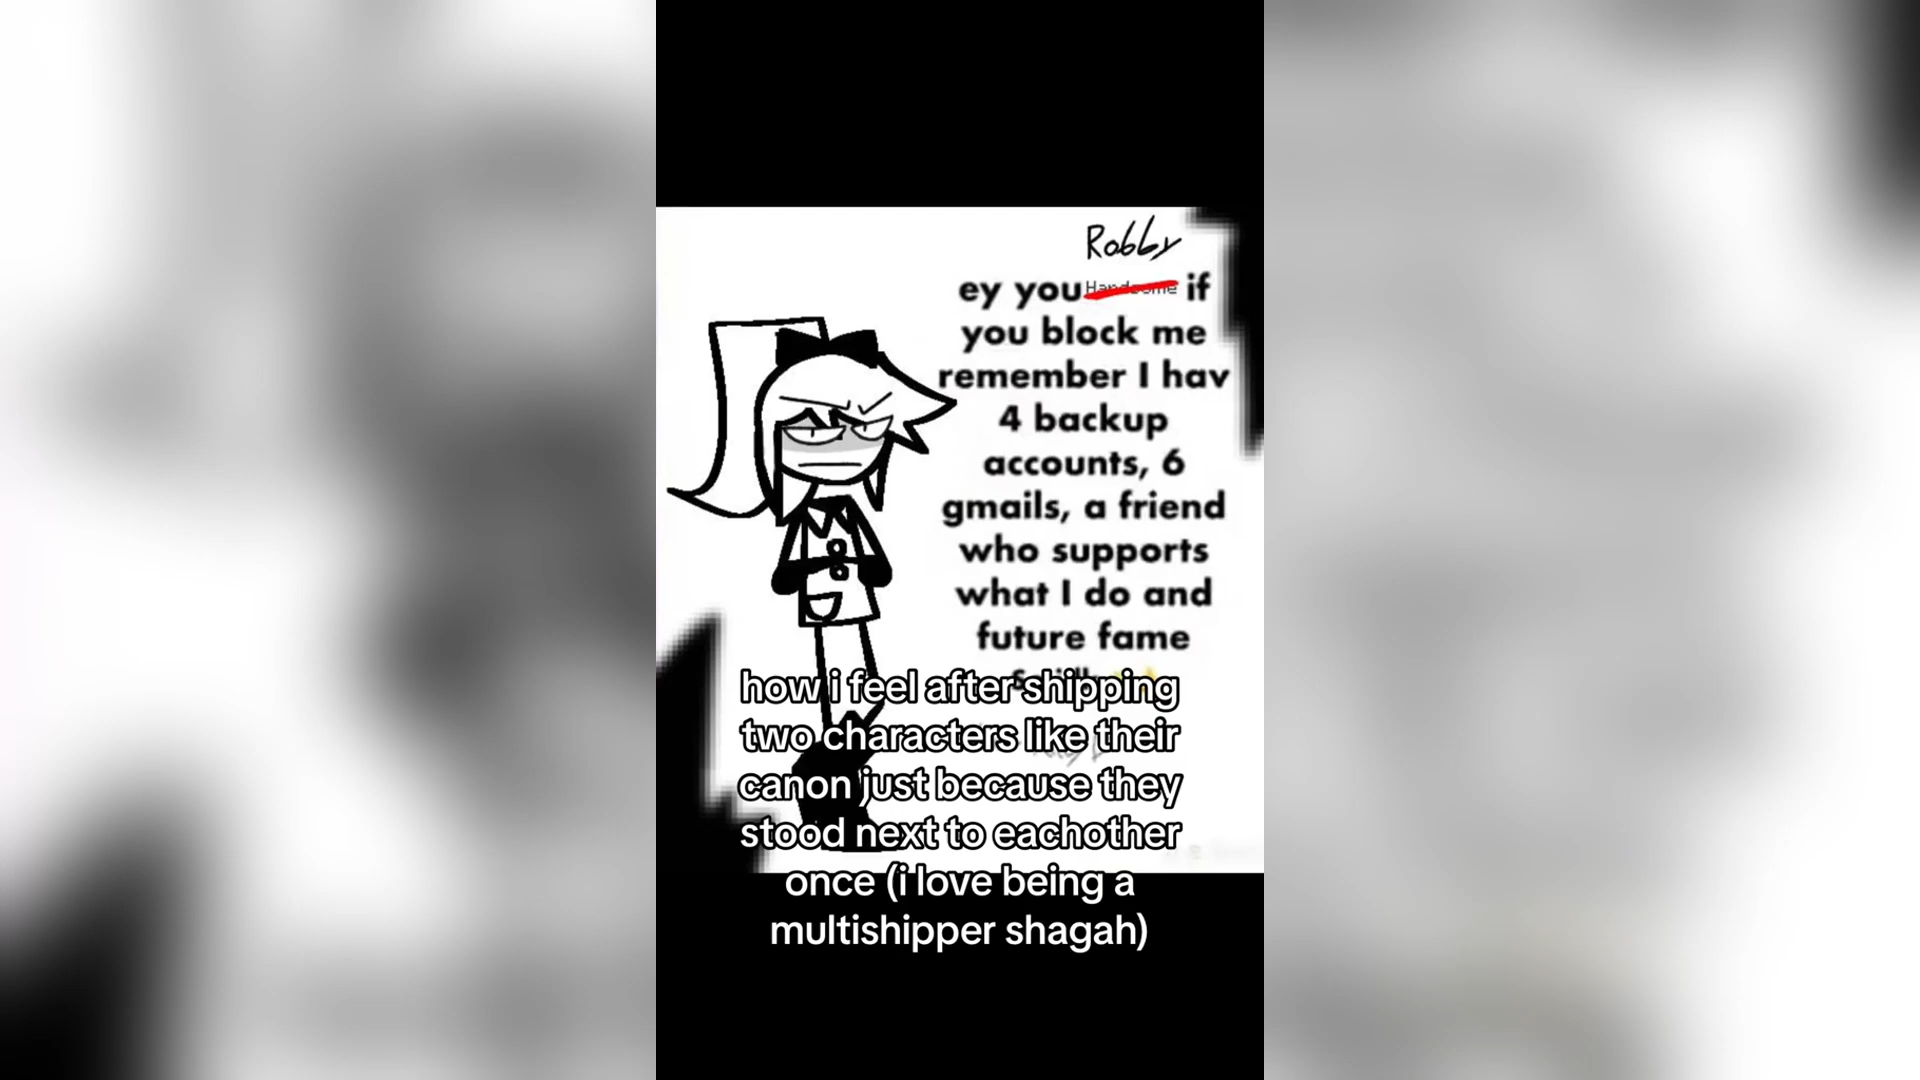 Robby
ey you Handsome if
you block me
remember I hav
4 backup
accounts, 6
gmails, a friend
who supports
what I do and
future fame
how i feel after shipping
two characters like their
canon just because they
stood next to eachother
once (i love being a
multishipper shagah)